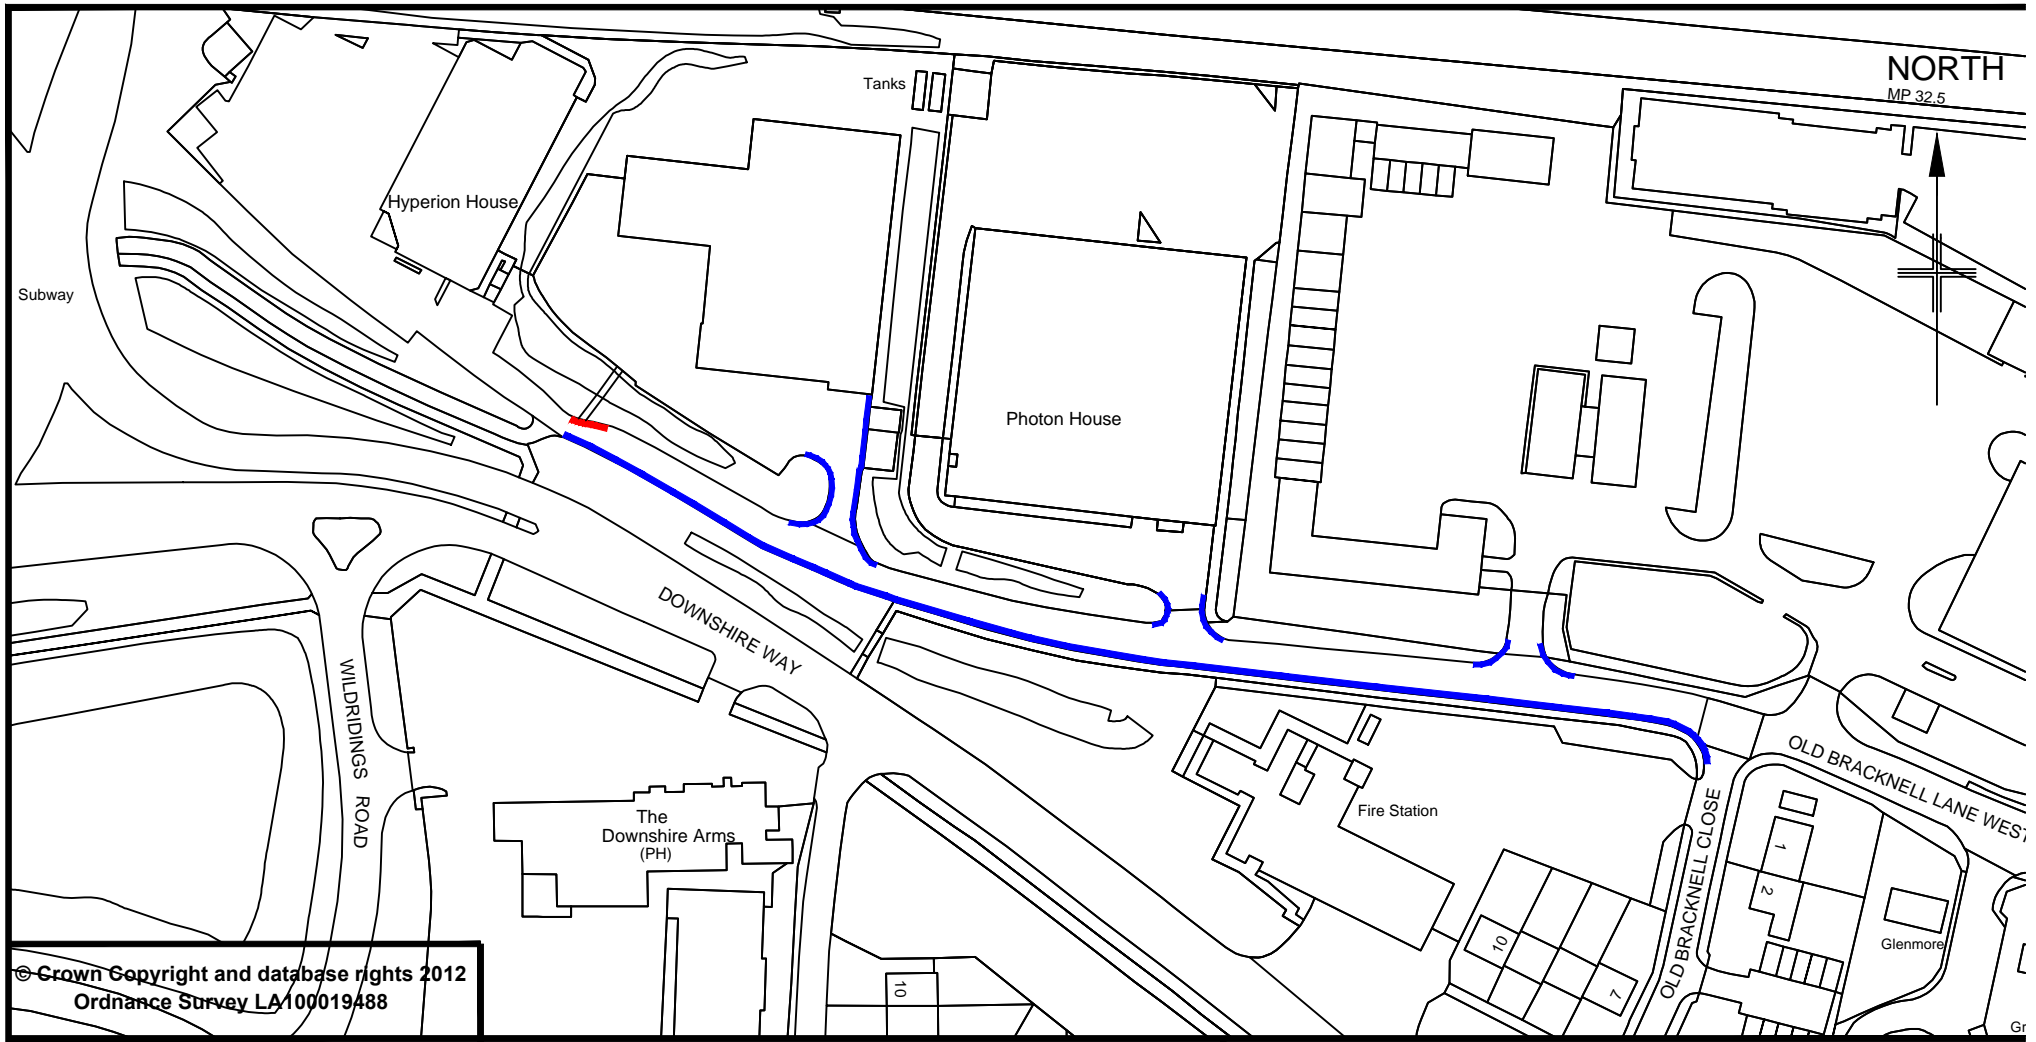 NORTH
MP 32.5
Tanks
Hyperion House
Subway
Photon House
DOWNSHIRE WAY
WILDRIDINGS ROAD
OLD BRACKNELL LANE WEST
OLD BRACKNELL CLOSE
The
Downshire Arms
(PH)
Fire Station
1
2
Glenmore
10
7
10
Gr
© Crown Copyright and database rights 2012
Ordnance Survey LA100019488